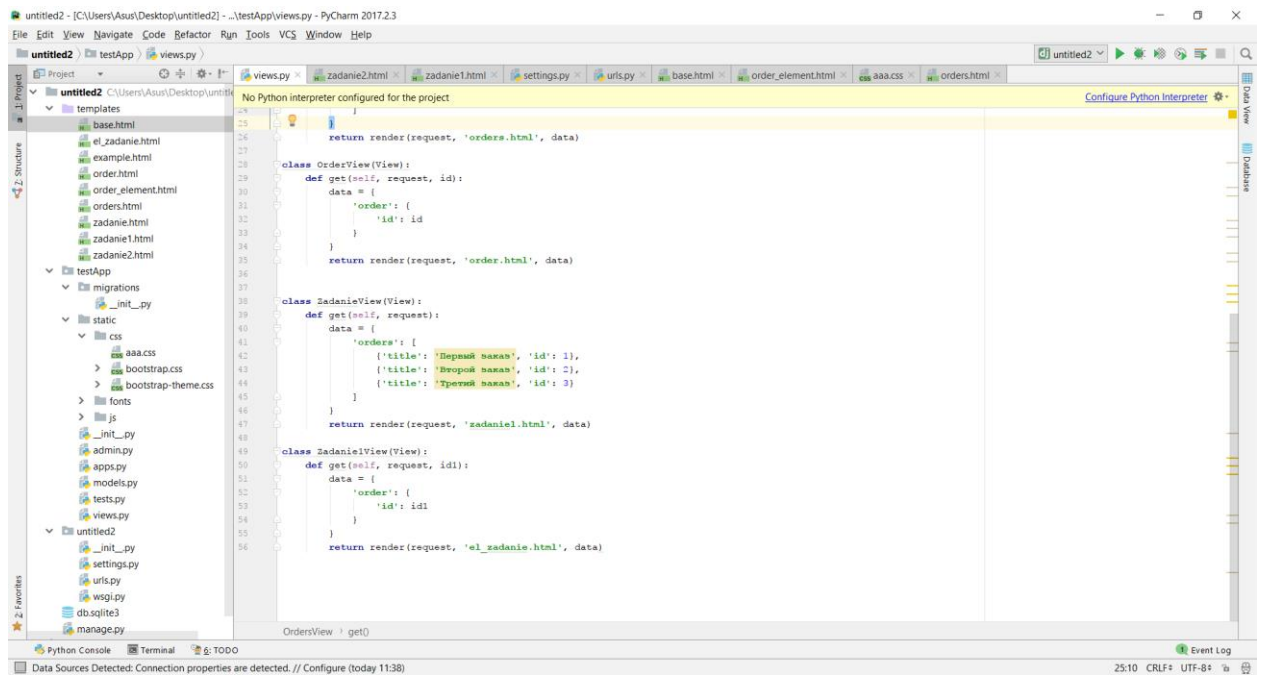 untitled2 - [C:\Users\Asus\Desktop\untitled2] - ...\testApp\views.py - PyCharm 2017.2.3
File Edit View Navigate Code Refactor Run Tools VCS Window Help
untitled2 testApp views.py untitled2
Project views.py zadanie2.html zadanie1.html settings.py urls.py base.html order_element.html aaa.css orders.html
1: Project
Z: Structure
2: Favorites
untitled2 C:\Users\Asus\Desktop\untitle
templates
base.html
el_zadanie.html
example.html
order.html
order_element.html
orders.html
zadanie.html
zadanie1.html
zadanie2.html
testApp
migrations
__init__.py
static
css
aaa.css
bootstrap.css
bootstrap-theme.css
fonts
js
__init__.py
admin.py
apps.py
models.py
tests.py
views.py
untitled2
__init__.py
settings.py
urls.py
wsgi.py
db.sqlite3
manage.py
No Python interpreter configured for the project Configure Python Interpreter
24 ]
25 }
26 return render(request, 'orders.html', data)
27
28 class OrderView(View):
29 def get(self, request, id):
30 data = {
31 'order': {
32 'id': id
33 }
34 }
35 return render(request, 'order.html', data)
36
37
38 class ZadanieView(View):
39 def get(self, request):
40 data = {
41 'orders': [
42 {'title': 'Первый заказ', 'id': 1},
43 {'title': 'Второй заказ', 'id': 2},
44 {'title': 'Третий заказ', 'id': 3}
45 ]
46 }
47 return render(request, 'zadanie1.html', data)
48
49 class Zadanie1View(View):
50 def get(self, request, id1):
51 data = {
52 'order': {
53 'id': id1
54 }
55 }
56 return render(request, 'el_zadanie.html', data)
OrdersView get()
Data View
Database
Python Console Terminal 6: TODO 1 Event Log
Data Sources Detected: Connection properties are detected. // Configure (today 11:38) 25:10 CRLF UTF-8